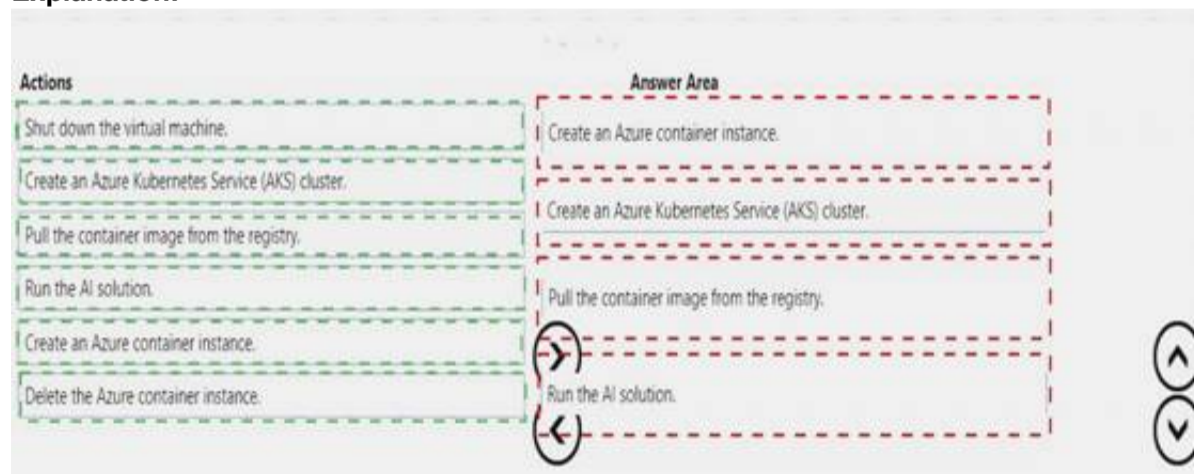 Explanation:
Actions
Answer Area
Shut down the virtual machine.
Create an Azure Kubernetes Service (AKS) cluster.
Pull the container image from the registry.
Run the AI solution.
Create an Azure container instance.
Delete the Azure container instance.
Create an Azure container instance.
Create an Azure Kubernetes Service (AKS) cluster.
Pull the container image from the registry.
Run the AI solution.